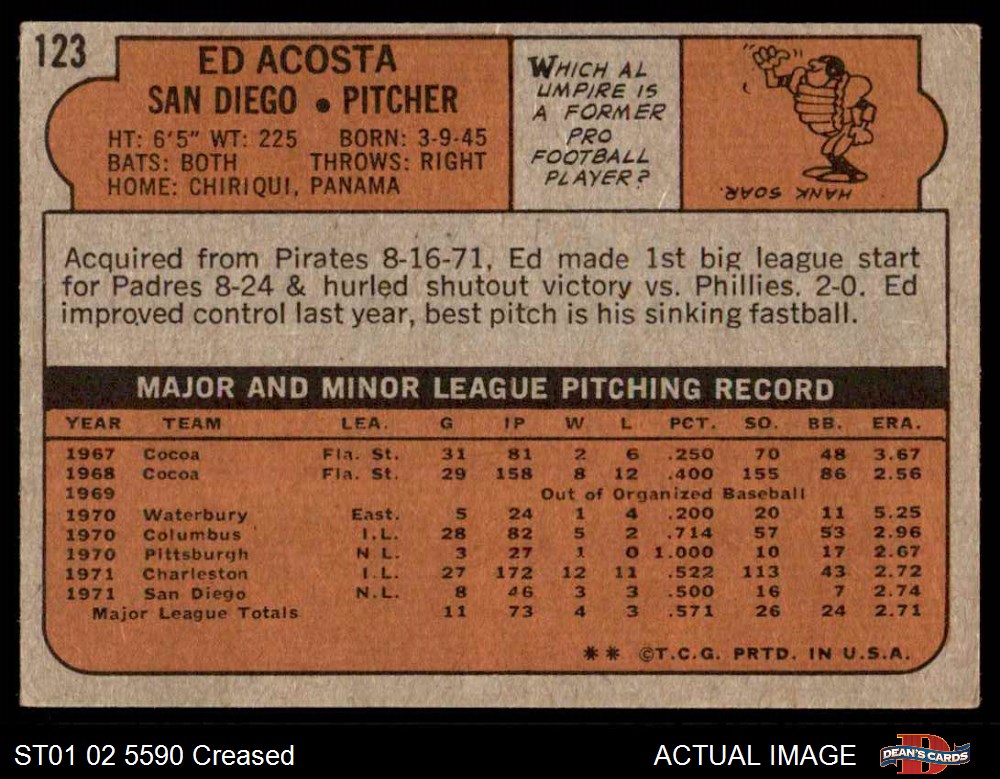 123
ED ACOSTA
SAN DIEGO • PITCHER
HT: 6'5" WT: 225 BORN: 3-9-45
BATS: BOTH THROWS: RIGHT
HOME: CHIRIQUI, PANAMA
WHICH AL
UMPIRE IS
A FORMER
PRO
FOOTBALL
PLAYER?
HANK SOAR.
Acquired from Pirates 8-16-71, Ed made 1st big league start
for Padres 8-24 & hurled shutout victory vs. Phillies. 2-0. Ed
improved control last year, best pitch is his sinking fastball.
MAJOR AND MINOR LEAGUE PITCHING RECORD
YEAR TEAM LEA. G IP W L PCT. SO. BB. ERA.
1967 Cocoa Fla. St. 31 81 2 6 .250 70 48 3.67
1968 Cocoa Fla. St. 29 158 8 12 .400 155 86 2.56
1969 Out of Organized Baseball
1970 Waterbury East. 5 24 1 4 .200 20 11 5.25
1970 Columbus I.L. 28 82 5 2 .714 57 53 2.96
1970 Pittsburgh N.L. 3 27 1 0 1.000 10 17 2.67
1971 Charleston I.L. 27 172 12 11 .522 113 43 2.72
1971 San Diego N.L. 8 46 3 3 .500 16 7 2.74
Major League Totals 11 73 4 3 .571 26 24 2.71
** ©T.C.G. PRTD. IN U.S.A.
ST01 02 5590 Creased
ACTUAL IMAGE
DEAN'S CARDS